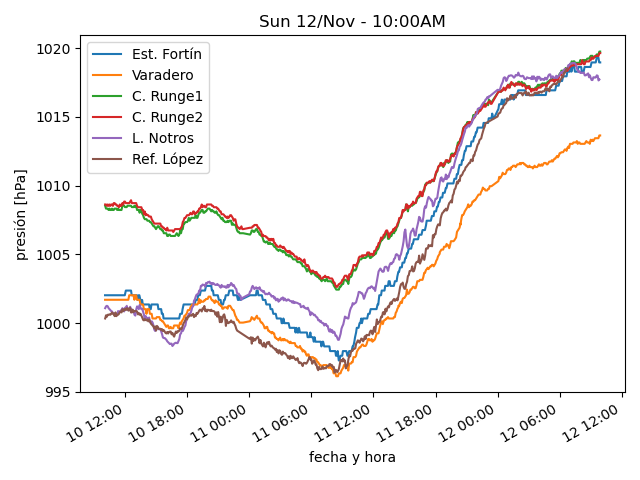 Sun 12/Nov - 10:00AM
Est. Fortín
Varadero
C. Runge1
C. Runge2
L. Notros
Ref. López
presión [hPa]
1020
1015
1010
1005
1000
995
10 12:00
10 18:00
11 00:00
11 06:00
11 12:00
11 18:00
12 00:00
12 06:00
12 12:00
fecha y hora